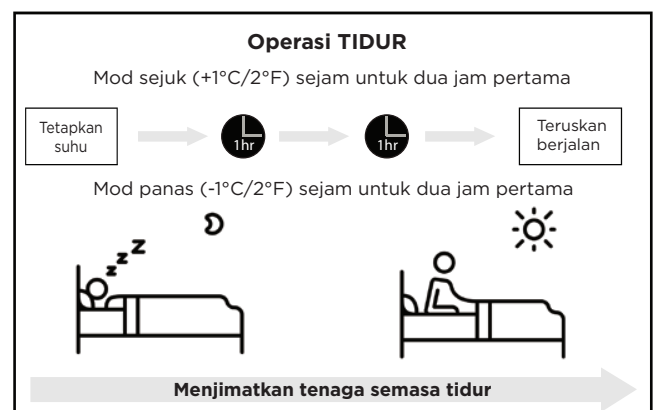 Operasi TIDUR
Mod sejuk (+1°C/2°F) sejam untuk dua jam pertama
Tetapkan
suhu
1hr
1hr
Teruskan
berjalan
Mod panas (-1°C/2°F) sejam untuk dua jam pertama
z z Z
Menjimatkan tenaga semasa tidur